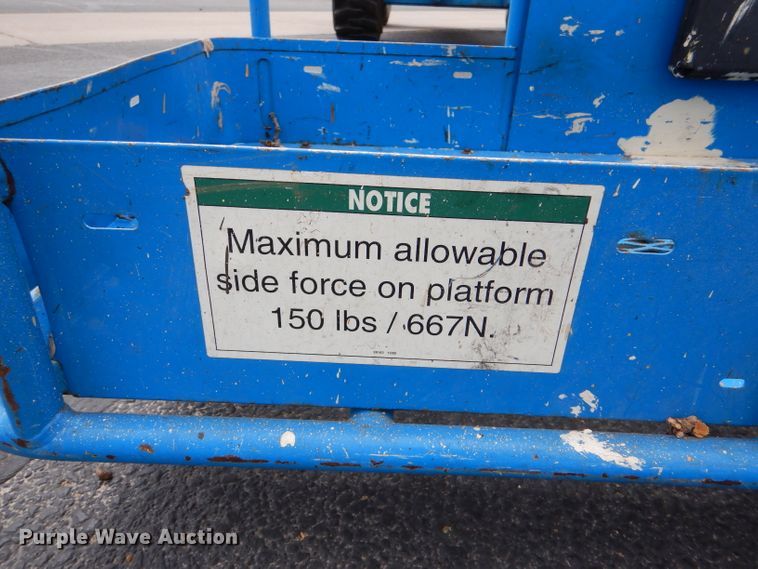 NOTICE
Maximum allowable
side force on platform
150 lbs / 667N.
Purple Wave Auction